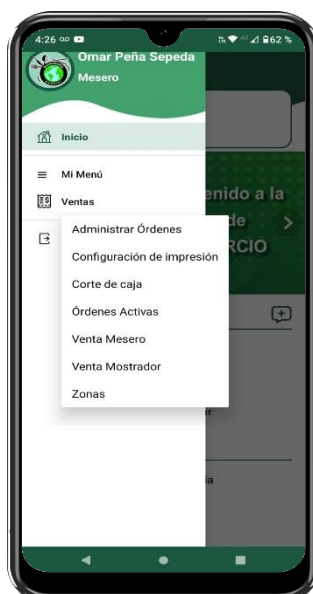 4:26
62 %
Omar Peña Sepeda
Mesero
Inicio
Mi Menú
Ventas
enido a la
de
RCIO
Administrar Órdenes
Configuración de impresión
Corte de caja
Órdenes Activas
Venta Mesero
Venta Mostrador
Zonas